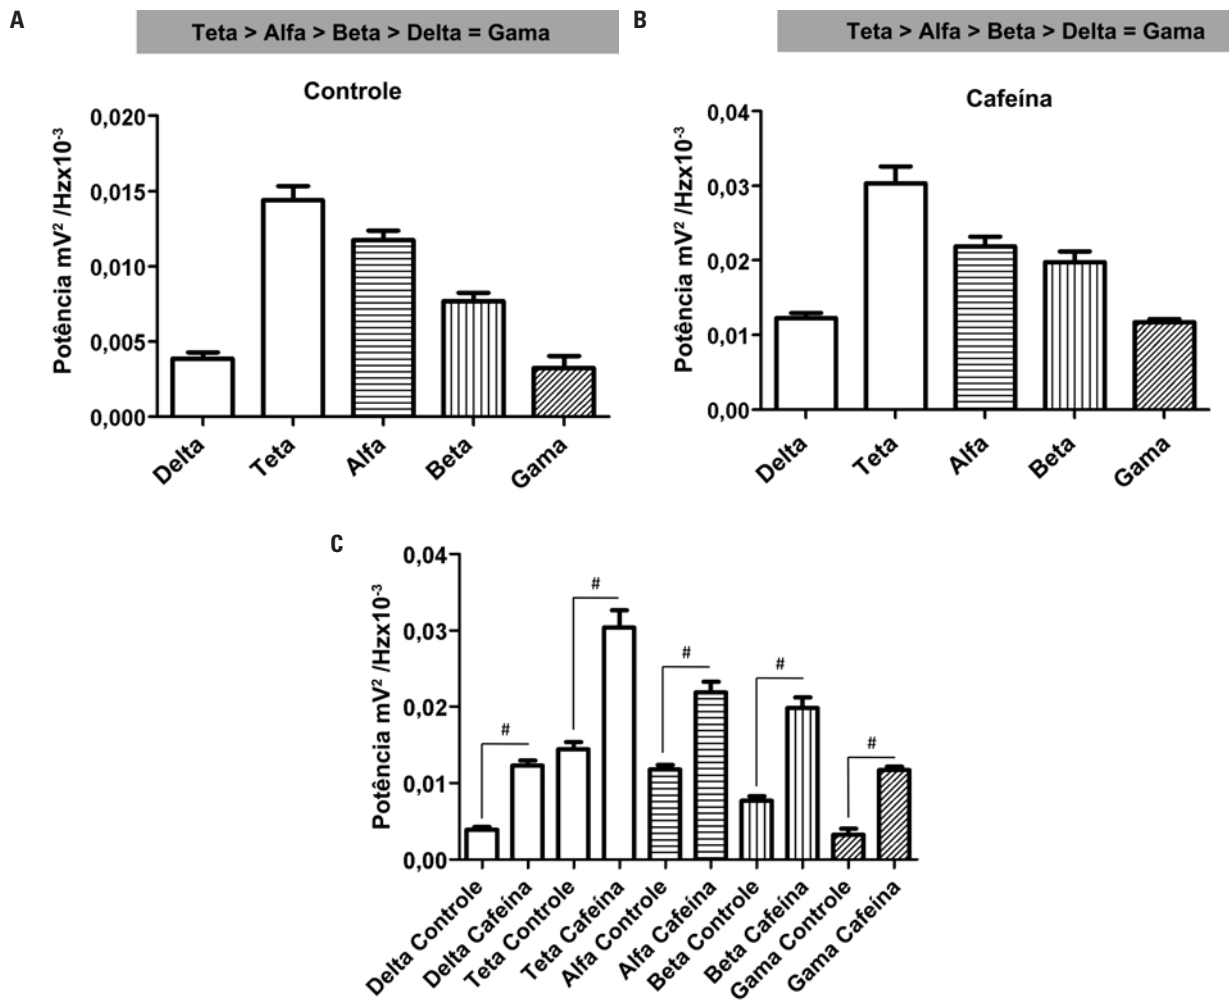 A
Teta > Alfa > Beta > Delta = Gama
Controle
Potência mV² /Hzx10⁻³
0,020
0,015
0,010
0,005
0,000
Delta
Teta
Alfa
Beta
Gama
B
Teta > Alfa > Beta > Delta = Gama
Cafeína
Potência mV² /Hzx10⁻³
0,04
0,03
0,02
0,01
0,00
Delta
Teta
Alfa
Beta
Gama
C
Potência mV² /Hzx10⁻³
0,04
0,03
0,02
0,01
0,00
#
#
#
#
#
Delta Controle
Delta Cafeína
Teta Controle
Teta Cafeína
Alfa Controle
Alfa Cafeína
Beta Controle
Beta Cafeína
Gama Controle
Gama Cafeína